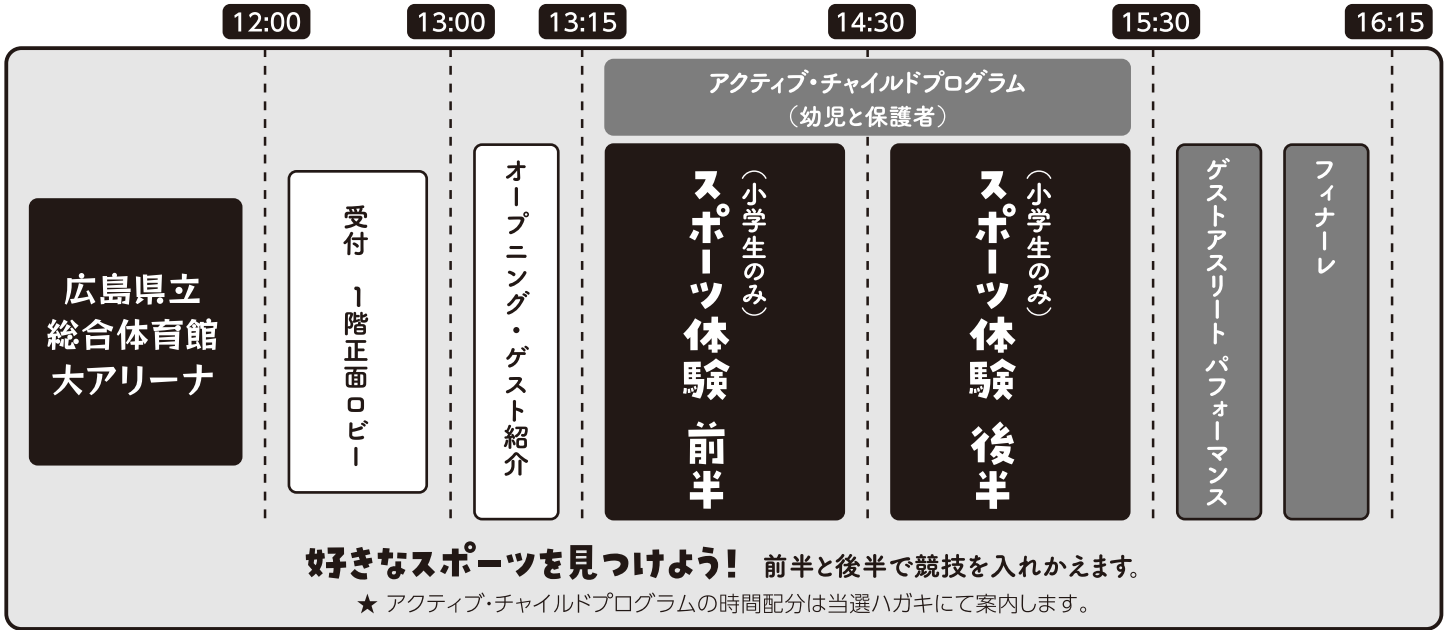 12:00
13:00
13:15
14:30
15:30
16:15
広島県立
総合体育館
大アリーナ
受付 1階正面ロビー
オープニング・ゲスト紹介
アクティブ・チャイルドプログラム
（幼児と保護者）
（小学生のみ）
スポーツ体験 前半
（小学生のみ）
スポーツ体験 後半
ゲストアスリート パフォーマンス
フィナーレ
好きなスポーツを見つけよう！ 前半と後半で競技を入れかえます。
★ アクティブ・チャイルドプログラムの時間配分は当選ハガキにて案内します。